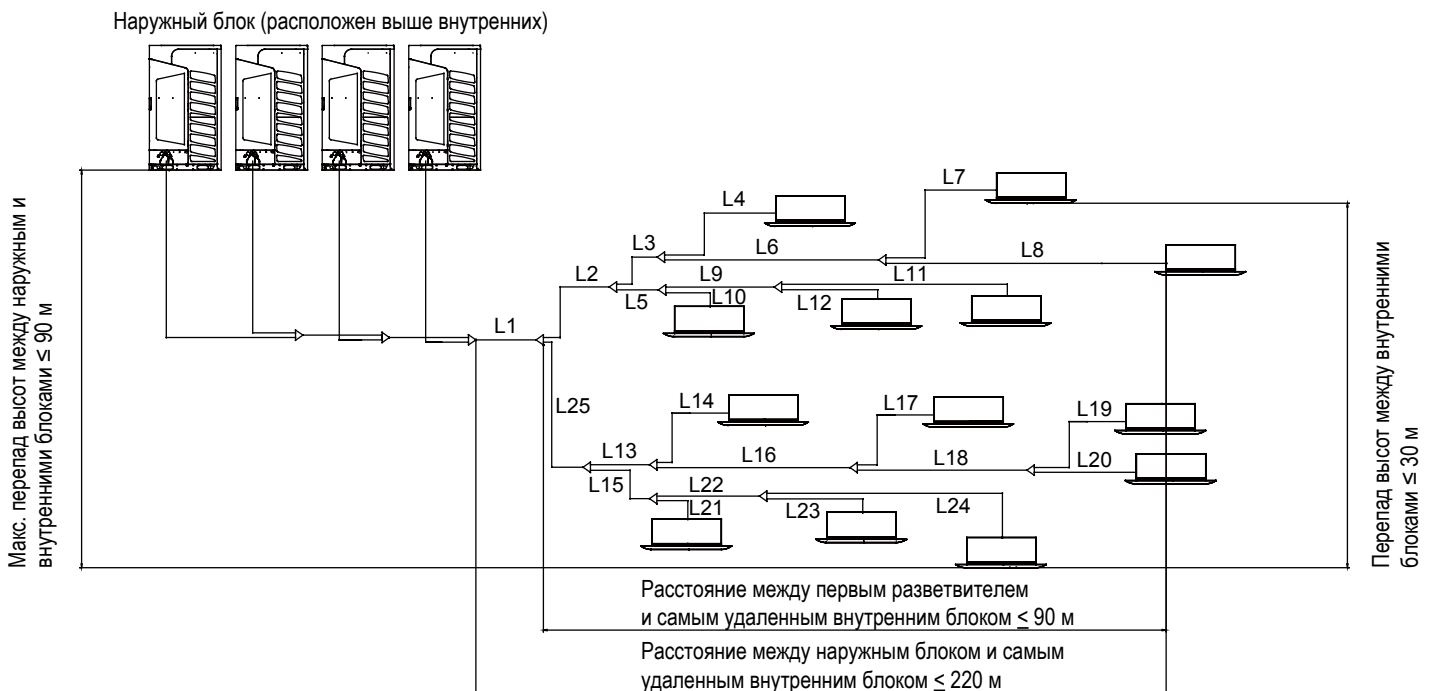 Наружный блок (расположен выше внутренних)
Макс. перепад высот между наружным и
внутренними блоками ≤ 90 м
L1
L2
L3
L4
L5
L6
L7
L8
L9
L10
L11
L12
L25
L13
L14
L15
L16
L17
L18
L19
L20
L21
L22
L23
L24
Перепад высот между внутренними
блоками ≤ 30 м
Расстояние между первым разветвителем
и самым удаленным внутренним блоком ≤ 90 м
Расстояние между наружным блоком и самым
удаленным внутренним блоком ≤ 220 м